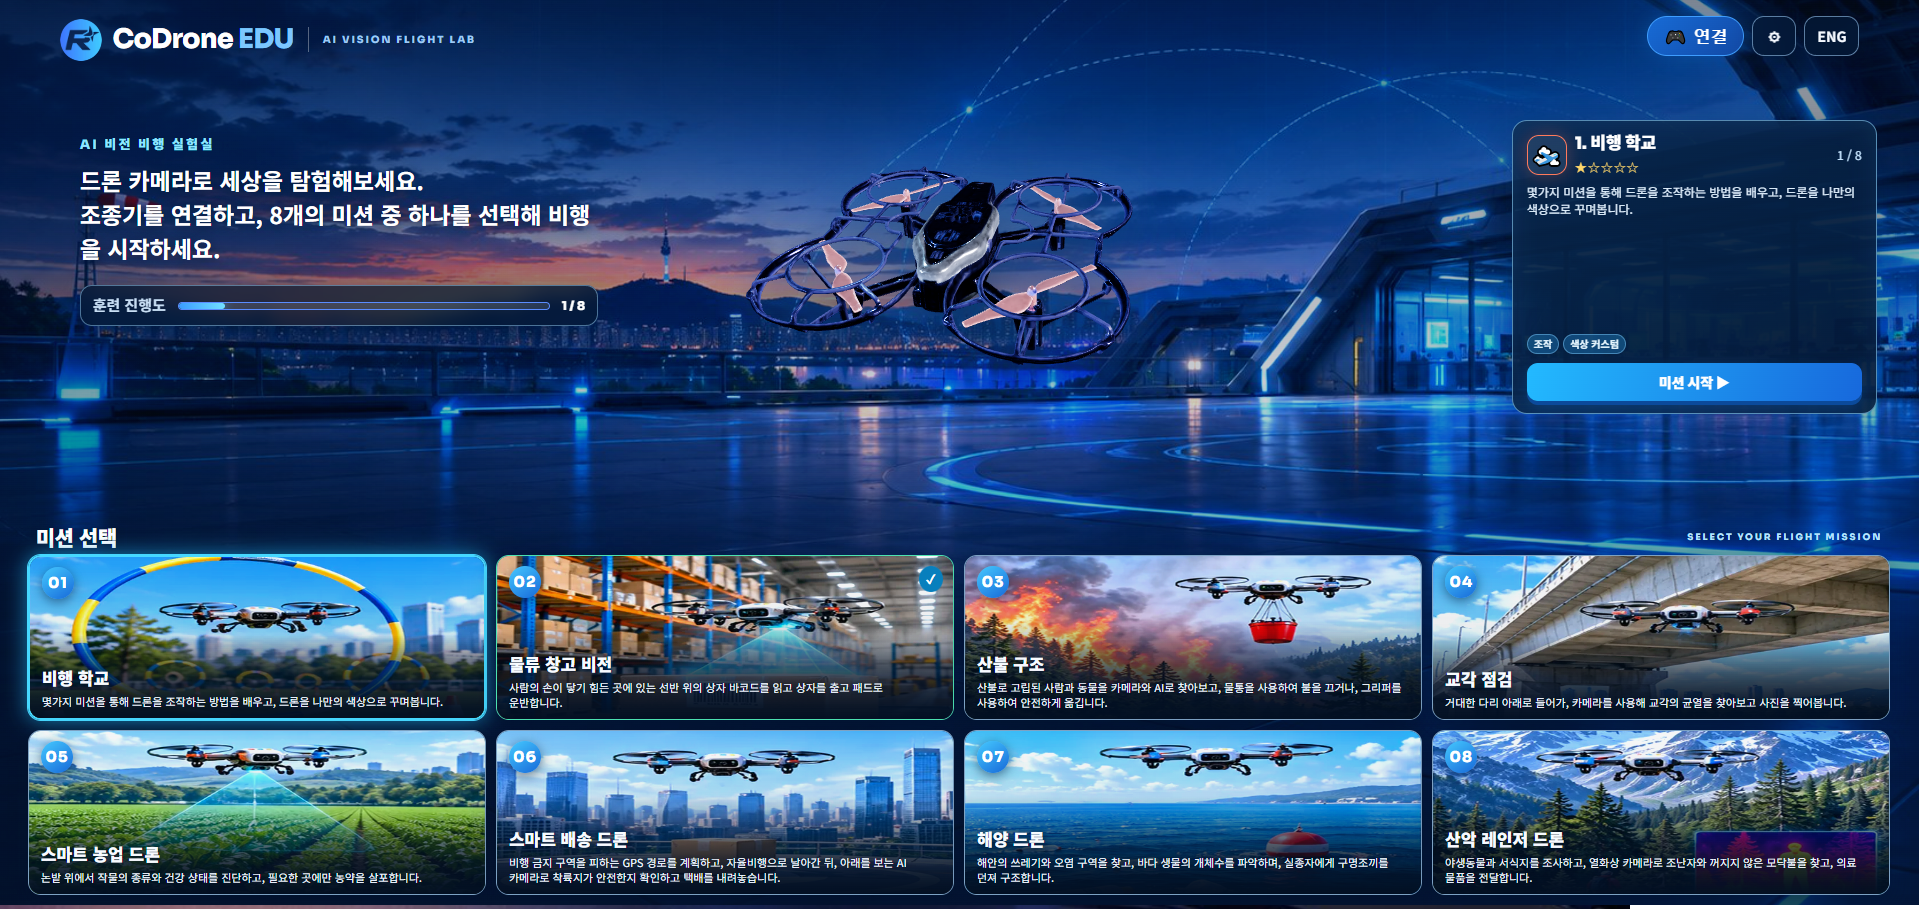 CoDrone EDU
AI VISION FLIGHT LAB
연결
ENG
AI 비전 비행 실험실
드론 카메라로 세상을 탐험해보세요.
조종기를 연결하고, 8개의 미션 중 하나를 선택해 비행
을 시작하세요.
훈련 진행도
1/8
1. 비행 학교
★☆☆☆☆
1 / 8
몇가지 미션을 통해 드론을 조작하는 방법을 배우고, 드론을 나만의
색상으로 꾸며봅니다.
조작
색상 커스텀
미션 시작 ▶
미션 선택
SELECT YOUR FLIGHT MISSION
01
비행 학교
몇가지 미션을 통해 드론을 조작하는 방법을 배우고, 드론을 나만의 색상으로 꾸며봅니다.
02
물류 창고 비전
사람의 손이 닿기 힘든 곳에 있는 선반 위의 상자 바코드를 읽고 상자를 출고 패드로
운반합니다.
03
산불 구조
산불로 고립된 사람과 동물을 카메라와 AI로 찾아보고, 물통을 사용하여 불을 끄거나, 그리퍼를
사용하여 안전하게 옮깁니다.
04
교각 점검
거대한 다리 아래로 들어가, 카메라를 사용해 교각의 균열을 찾아보고 사진을 찍어봅니다.
05
스마트 농업 드론
논밭 위에서 작물의 종류와 건강 상태를 진단하고, 필요한 곳에만 농약을 살포합니다.
06
스마트 배송 드론
비행 금지 구역을 피하는 GPS 경로를 계획하고, 자율비행으로 날아간 뒤, 아래를 보는 AI
카메라로 착륙지가 안전한지 확인하고 택배를 내려놓습니다.
07
해양 드론
해안의 쓰레기와 오염 구역을 찾고, 바다 생물의 개체수를 파악하며, 실종자에게 구명조끼를
던져 구조합니다.
08
산악 레인저 드론
야생동물과 서식지를 조사하고, 열화상 카메라로 조난자와 꺼지지 않은 모닥불을 찾고, 의료
물품을 전달합니다.